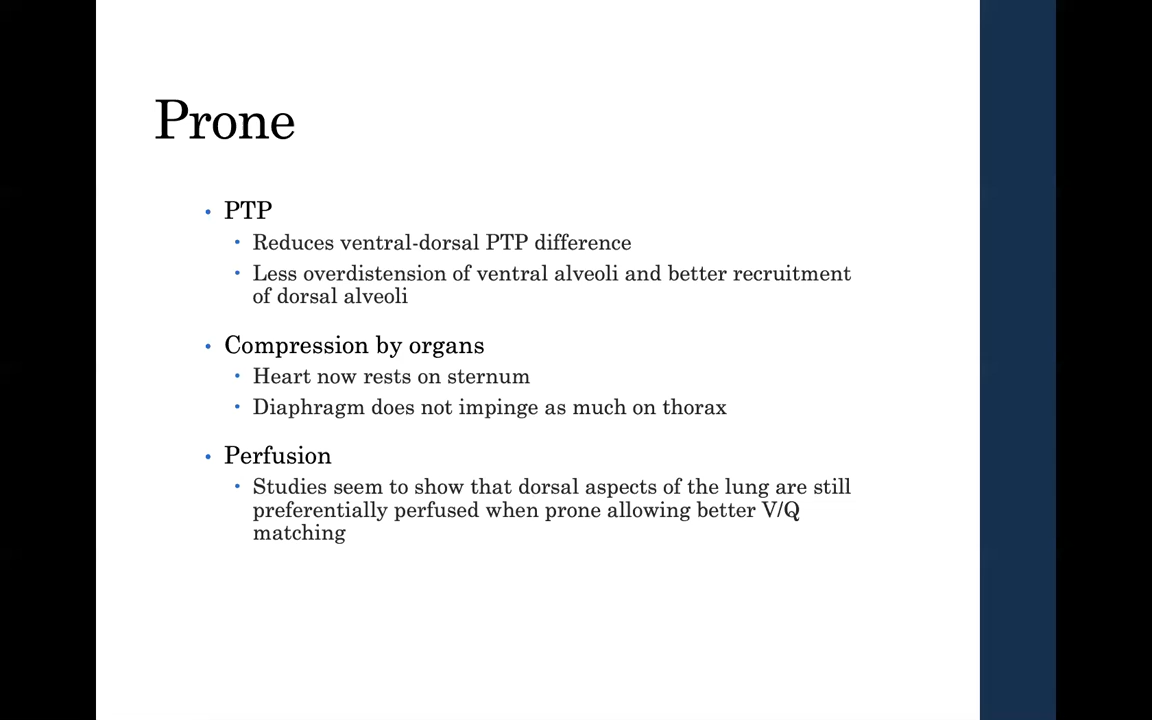 Prone
• PTP
• Reduces ventral-dorsal PTP difference
• Less overdistension of ventral alveoli and better recruitment
of dorsal alveoli
• Compression by organs
• Heart now rests on sternum
• Diaphragm does not impinge as much on thorax
• Perfusion
• Studies seem to show that dorsal aspects of the lung are still
preferentially perfused when prone allowing better V/Q
matching